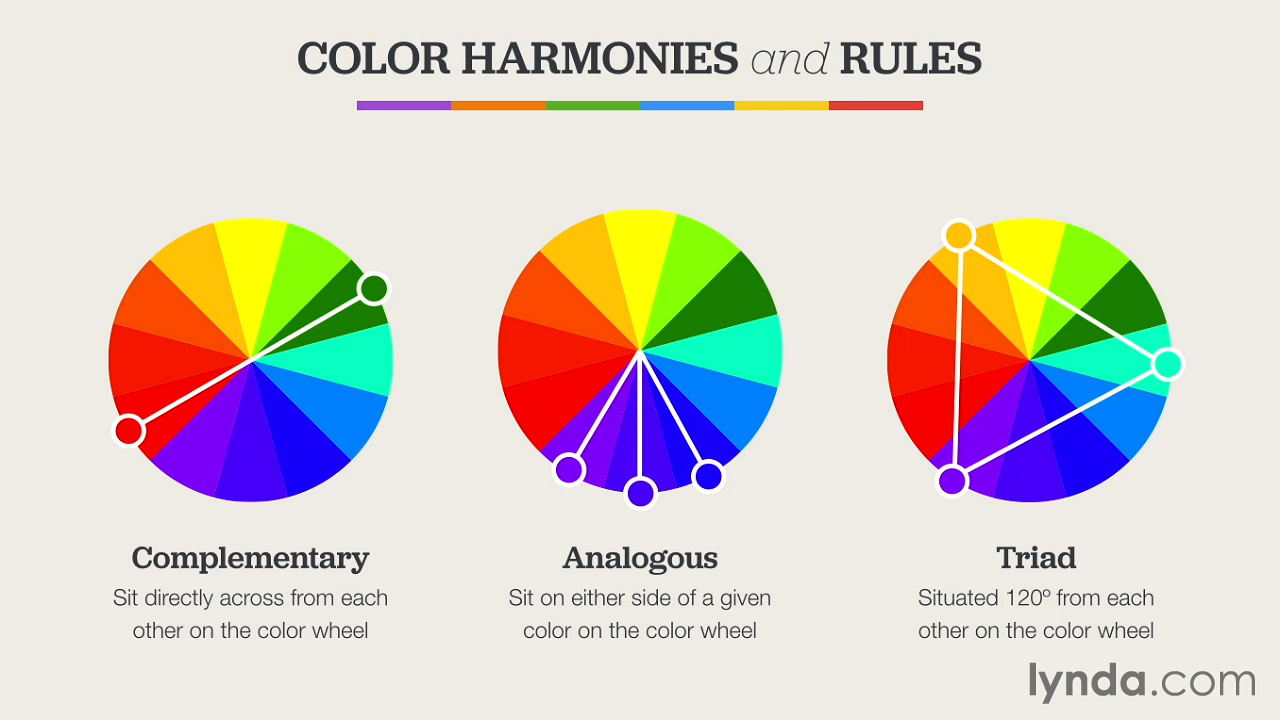 COLOR HARMONIES and RULES
Complementary
Sit directly across from each
other on the color wheel
Analogous
Sit on either side of a given
color on the color wheel
Triad
Situated 120º from each
other on the color wheel
lynda.com